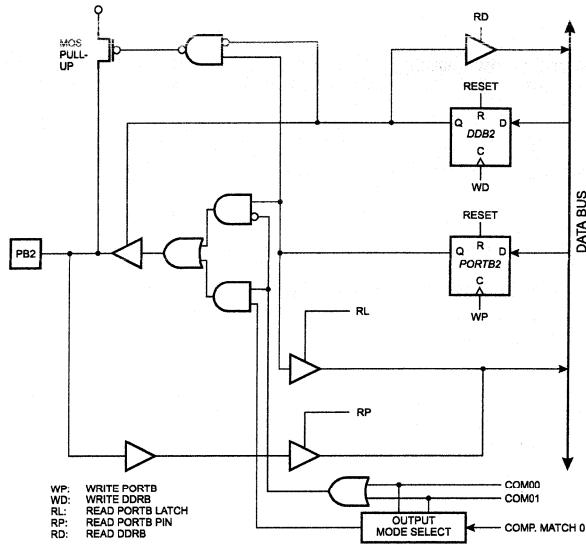 RD
MOS
PULL-
UP
RESET
R
Q DDB2 D
C
WD
RESET
R
Q PORTB2 D
C
WP
DATA BUS
PB2
RL
RP
WP: WRITE PORTB
WD: WRITE DDRB
RL: READ PORTB LATCH
RP: READ PORTB PIN
RD: READ DDRB
COM00
COM01
OUTPUT
MODE SELECT
COMP. MATCH 0